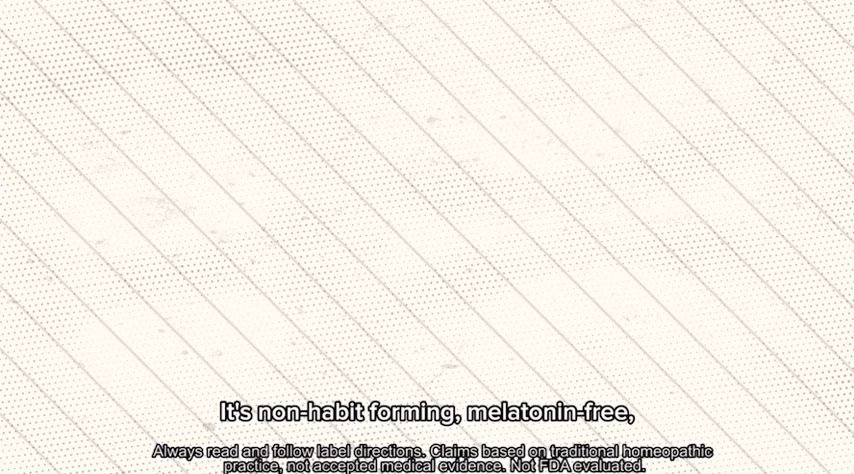 It's non-habit forming, melatonin-free,
Always read and follow label directions. Claims based on traditional homeopathic
practice, not accepted medical evidence. Not FDA evaluated.